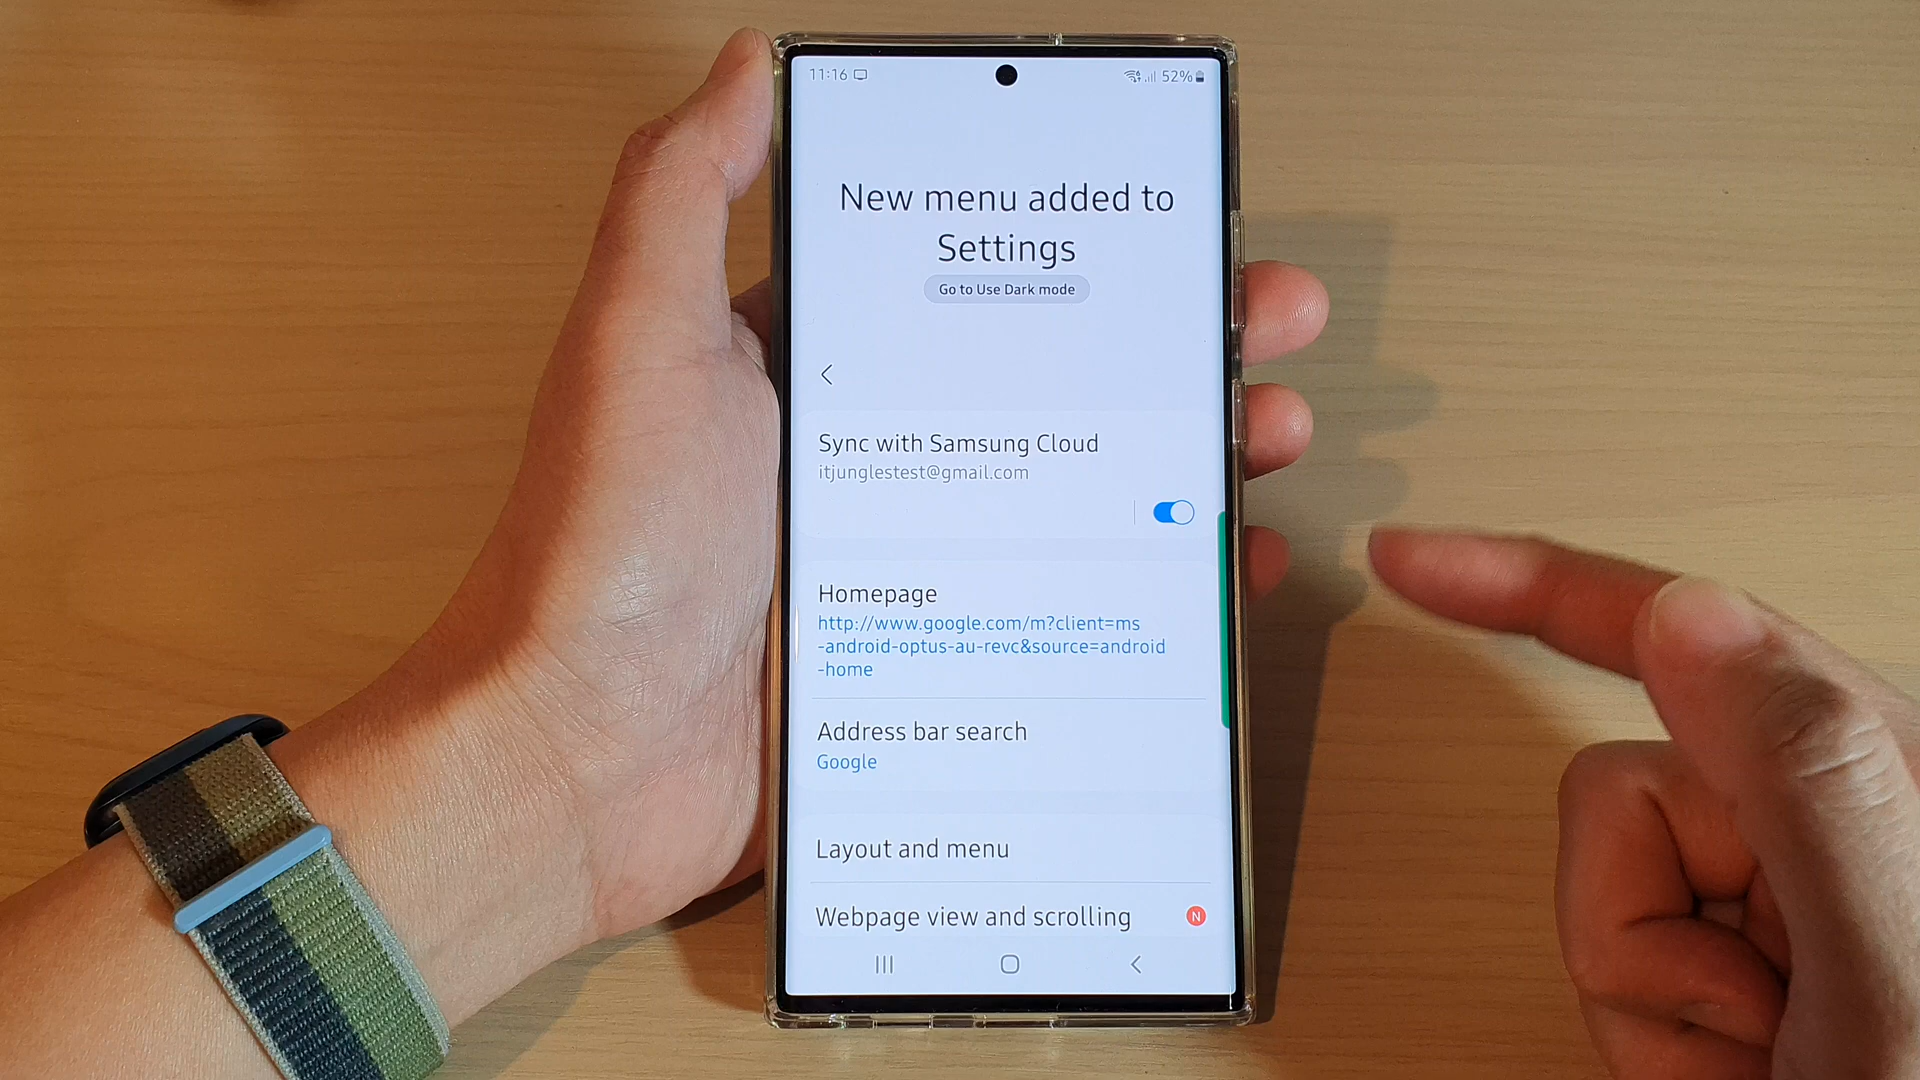 11:16 52%
New menu added to
Settings
Go to Use Dark mode
Sync with Samsung Cloud
itjunglestest@gmail.com
Homepage
http://www.google.com/m?client=ms
-android-optus-au-revc&source=android
-home
Address bar search
Google
Layout and menu
Webpage view and scrolling N